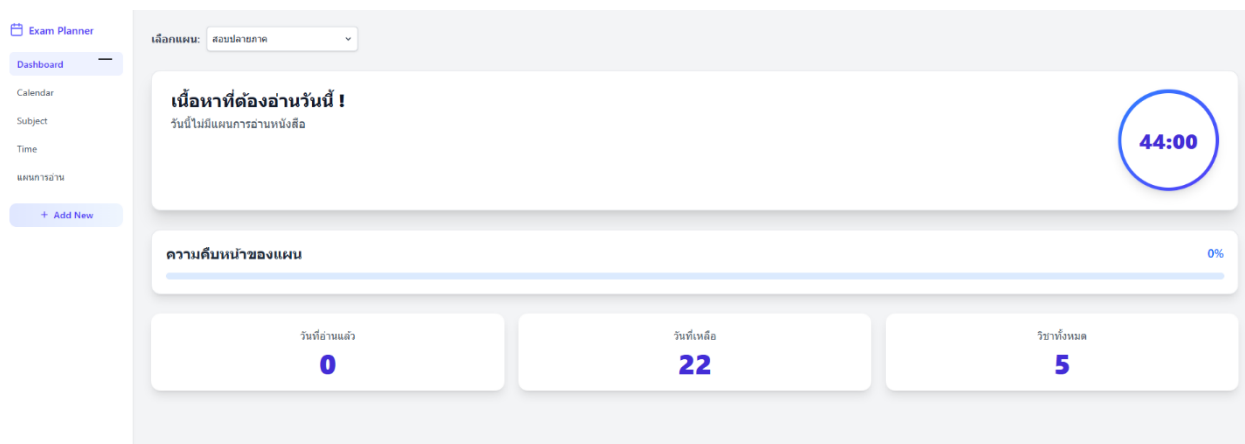 Exam Planner
Dashboard
Calendar
Subject
Time
แผนการอ่าน
+ Add New
เลือกแผน: สอบปลายภาค
เนื้อหาที่ต้องอ่านวันนี้ !
วันนี้ไม่มีแผนการอ่านหนังสือ
44:00
ความคืบหน้าของแผน 0%
วันที่อ่านแล้ว
0
วันที่เหลือ
22
วิชาทั้งหมด
5